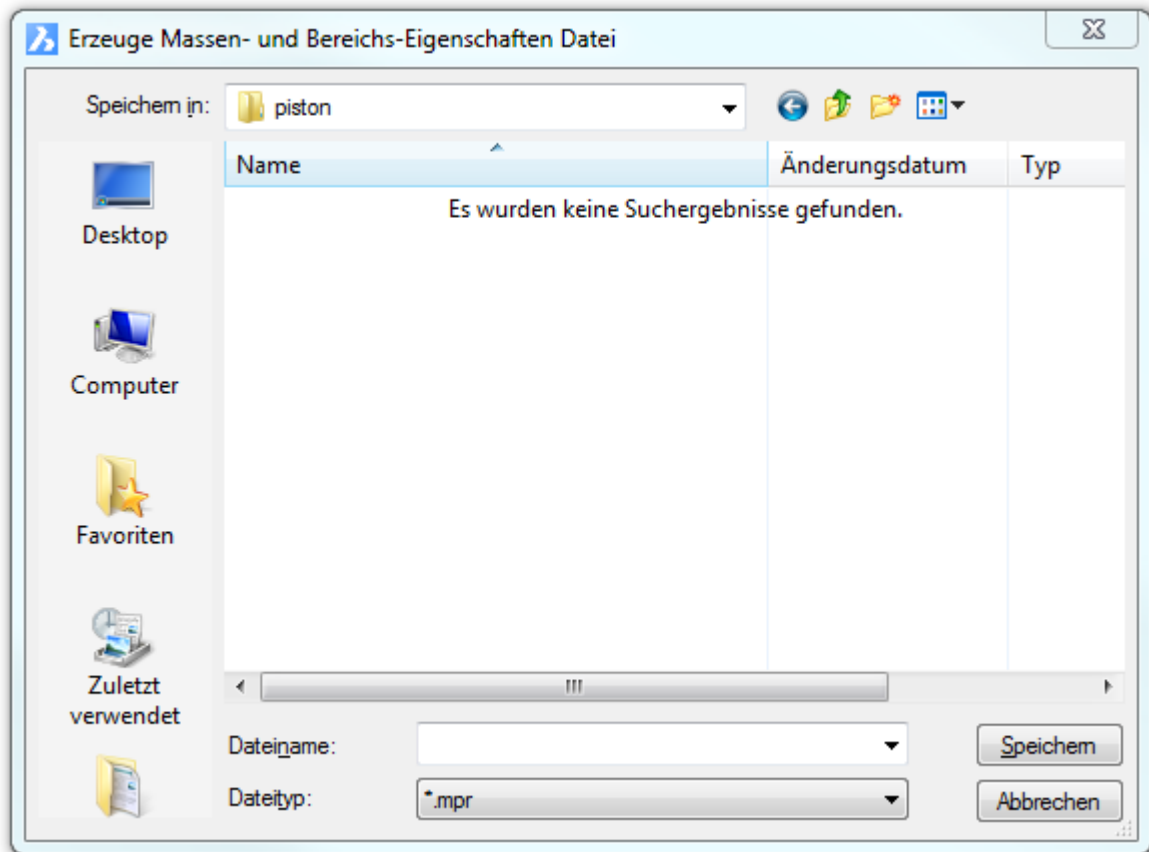 Erzeuge Massen- und Bereichs-Eigenschaften Datei
Speichern in:
piston
Name
Änderungsdatum
Typ
Es wurden keine Suchergebnisse gefunden.
Desktop
Computer
Favoriten
Zuletzt
verwendet
Dateiname:
Speichern
Dateityp:
*.mpr
Abbrechen